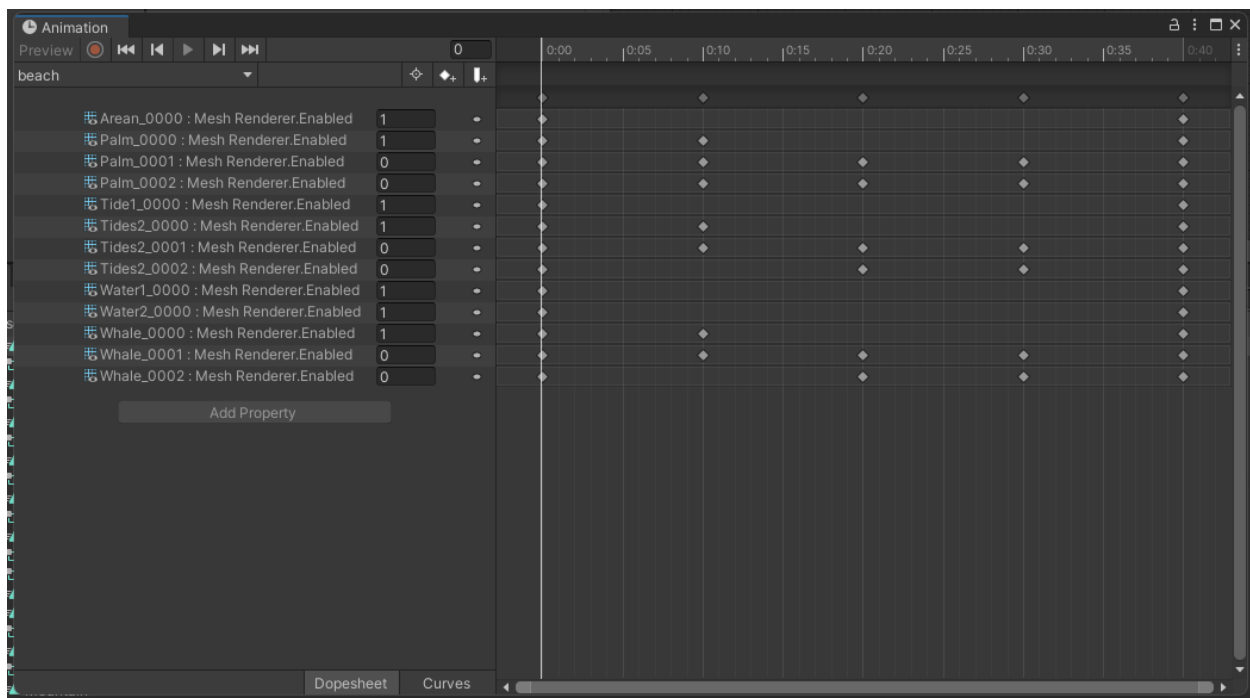 Animation
Preview 0 0:00 0:05 0:10 0:15 0:20 0:25 0:30 0:35 0:40
beach
Arean_0000 : Mesh Renderer.Enabled 1
Palm_0000 : Mesh Renderer.Enabled 1
Palm_0001 : Mesh Renderer.Enabled 0
Palm_0002 : Mesh Renderer.Enabled 0
Tide1_0000 : Mesh Renderer.Enabled 1
Tides2_0000 : Mesh Renderer.Enabled 1
Tides2_0001 : Mesh Renderer.Enabled 0
Tides2_0002 : Mesh Renderer.Enabled 0
Water1_0000 : Mesh Renderer.Enabled 1
Water2_0000 : Mesh Renderer.Enabled 1
Whale_0000 : Mesh Renderer.Enabled 1
Whale_0001 : Mesh Renderer.Enabled 0
Whale_0002 : Mesh Renderer.Enabled 0
Add Property
Dopesheet Curves